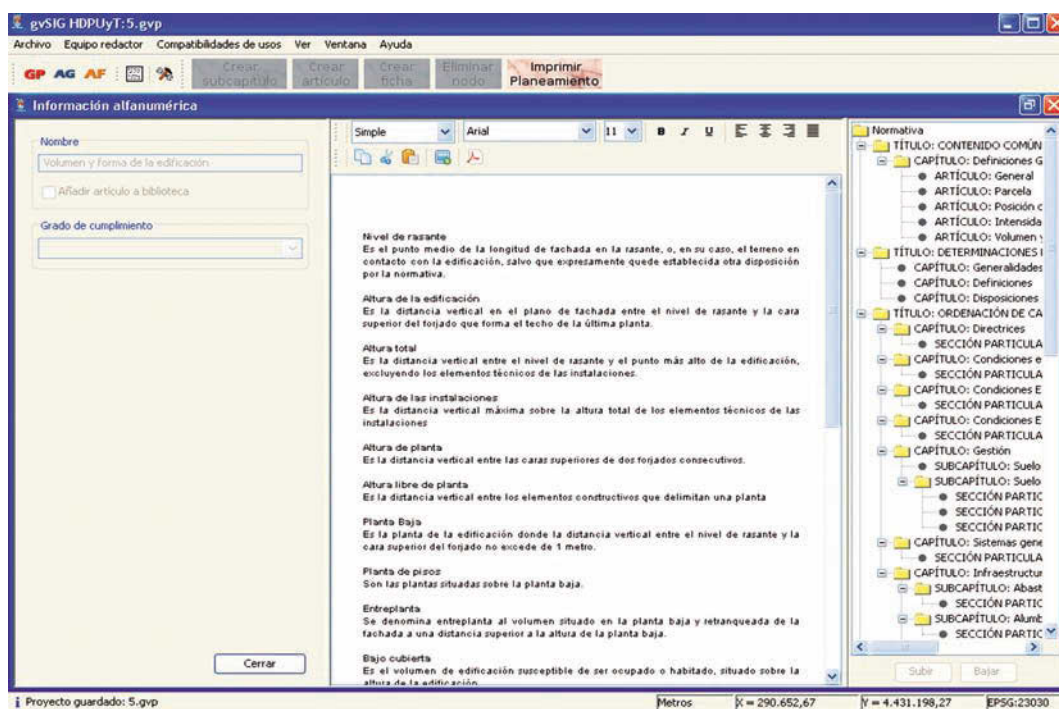 gvSIG HDPUyT:5.gvp
Archivo Equipo redactor Compatibilidades de usos Ver Ventana Ayuda
GP AG AF
Crear subcapítulo
Crear artículo
Crear ficha
Eliminar nodo
Imprimir Planeamiento
Información alfanumérica
Nombre
Volumen y forma de la edificación
Añadir artículo a biblioteca
Grado de cumplimiento
Cerrar
Simple Arial 11 B I U
Nivel de rasante
Es el punto medio de la longitud de fachada en la rasante, o, en su caso, el terreno en
contacto con la edificación, salvo que expresamente quede establecida otra disposición
por la normativa.
Altura de la edificación
Es la distancia vertical en el plano de fachada entre el nivel de rasante y la cara
superior del forjado que forma el techo de la última planta.
Altura total
Es la distancia vertical entre el nivel de rasante y el punto más alto de la edificación,
excluyendo los elementos técnicos de las instalaciones.
Altura de las instalaciones
Es la distancia vertical máxima sobre la altura total de los elementos técnicos de las
instalaciones
Altura de planta
Es la distancia vertical entre las caras superiores de dos forjados consecutivos.
Altura libre de planta
Es la distancia vertical entre los elementos constructivos que delimitan una planta
Planta Baja
Es la planta de la edificación donde la distancia vertical entre el nivel de rasante y la
cara superior del forjado no excede de 1 metro.
Planta de pisos
Son las plantas situadas sobre la planta baja.
Entreplanta
Se denomina entreplanta al volumen situado en la planta baja y retranqueada de la
fachada a una distancia superior a la altura de la planta baja.
Bajo cubierta
Es el volumen de edificación susceptible de ser ocupado o habitado, situado sobre la
altura de la edificación
Normativa
TÍTULO: CONTENIDO COMÚN
CAPÍTULO: Definiciones G
ARTÍCULO: General
ARTÍCULO: Parcela
ARTÍCULO: Posición c
ARTÍCULO: Intensida
ARTÍCULO: Volumen y
TÍTULO: DETERMINACIONES I
CAPÍTULO: Generalidades
CAPÍTULO: Definiciones
CAPÍTULO: Disposiciones
TÍTULO: ORDENACIÓN DE CA
CAPÍTULO: Directrices
SECCIÓN PARTICULA
CAPÍTULO: Condiciones e
SECCIÓN PARTICULA
CAPÍTULO: Condiciones E
SECCIÓN PARTICULA
CAPÍTULO: Condiciones E
SECCIÓN PARTICULA
CAPÍTULO: Gestión
SUBCAPÍTULO: Suelo
SUBCAPÍTULO: Suelo
SECCIÓN PARTIC
SECCIÓN PARTIC
SECCIÓN PARTIC
CAPÍTULO: Sistemas gene
SECCIÓN PARTICULA
CAPÍTULO: Infraestructur
SUBCAPÍTULO: Abast
SECCIÓN PARTIC
SUBCAPÍTULO: Alumb
SECCIÓN PARTIC
Subir Bajar
Proyecto guardado: 5.gvp Metros X = 290.652,67 Y = 4.431.198,27 EPSG:23030